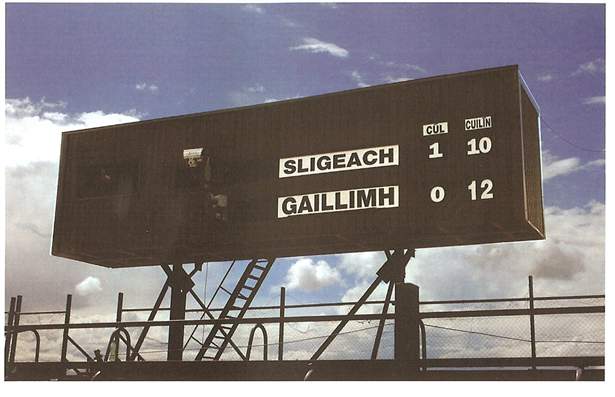 CÚL CUILÍN
SLIGEACH 1 10
GAILLIMH 0 12